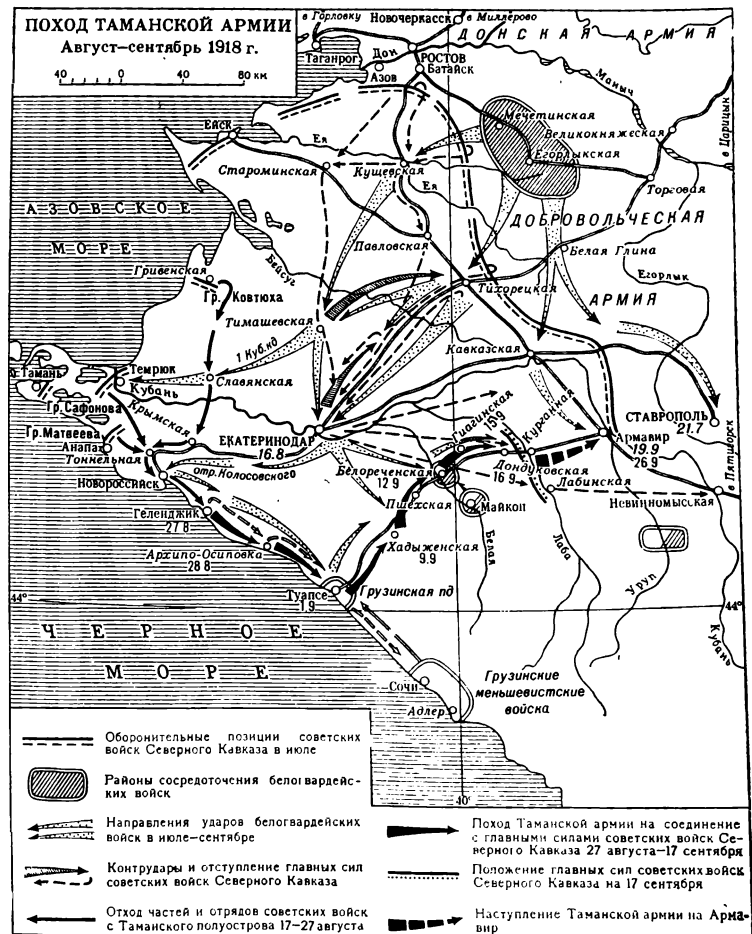 ПОХОД ТАМАНСКОЙ АРМИИ
Август—сентябрь 1918 г.
40 0 40 80 км
в Горловку
Новочеркасск
в Миллерово
ДОНСКАЯ АРМИЯ
Таганрог
Дон
РОСТОВ
Азов
Батайск
Маныч
Мечетинская
Великокняжеская
в Царицын
Ейск
Ея
Егорлыкская
Староминская
Кущевская
Ея
Торговая
АЗОВСКОЕ
МОРЕ
ДОБРОВОЛЬЧЕСКАЯ
АРМИЯ
Павловская
Белая Глина
Бейсуг
Егорлык
Гривенская
Гр. Ковтюха
Тихорецкая
Тимашевская
1 Куб.кд
Кавказская
Тамань
Темрюк
Кубань
Славянская
Гр. Сафонова
Крымская
СТАВРОПОЛЬ
21.7
Гр. Матвеева
Анапа
Тоннельная
ЕКАТЕРИНОДАР
16.8
Гиагинская
15 9
Курганная
Армавир
19.9
26 9
в Пятигорск
Новороссийск
отр. Колосовского
Белореченская
12 9
Дондуковская
16 9
Лабинская
Невинномысская
Геленджик
27 8
Пшехская
Майкоп
Архипо-Осиповка
28 8
Хадыженская
9.9
Белая
Лаба
Уруп
Туапсе
1.9
Грузинская пд
44°
44°
Кубань
ЧЕРНОЕ
МОРЕ
Сочи
Адлер
Грузинские
меньшевистские
войска
40°
Оборонительные позиции советских
войск Северного Кавказа в июле
Районы сосредоточения белогвардейс-
ких войск
Направления ударов белогвардейских
войск в июле—сентябре
Контрудары и отступление главных сил
советских войск Северного Кавказа
Отход частей и отрядов советских войск
с Таманского полуострова 17—27 августа
Поход Таманской армии на соединение
с главными силами советских войск Се-
верного Кавказа 27 августа—17 сентября
Положение главных сил советских войск
Северного Кавказа на 17 сентября
Наступление Таманской армии на Арма-
вир